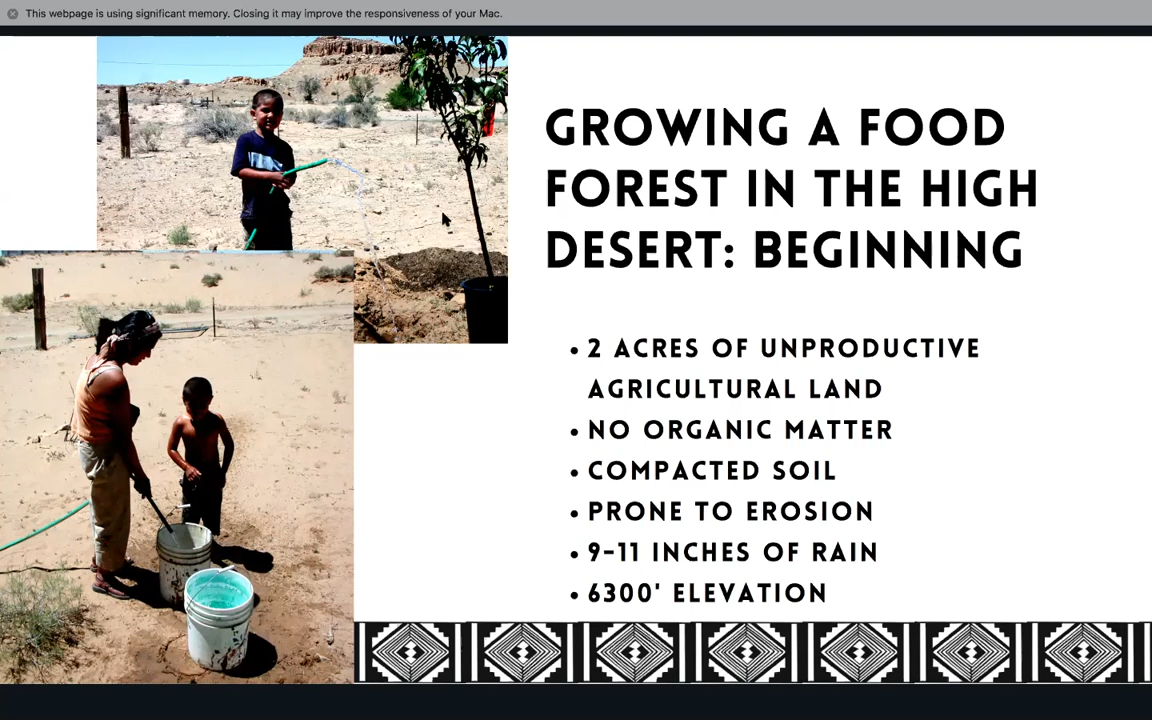 This webpage is using significant memory. Closing it may improve the responsiveness of your Mac.
GROWING A FOOD
FOREST IN THE HIGH
DESERT: BEGINNING
• 2 ACRES OF UNPRODUCTIVE
AGRICULTURAL LAND
• NO ORGANIC MATTER
• COMPACTED SOIL
• PRONE TO EROSION
• 9-11 INCHES OF RAIN
• 6300' ELEVATION